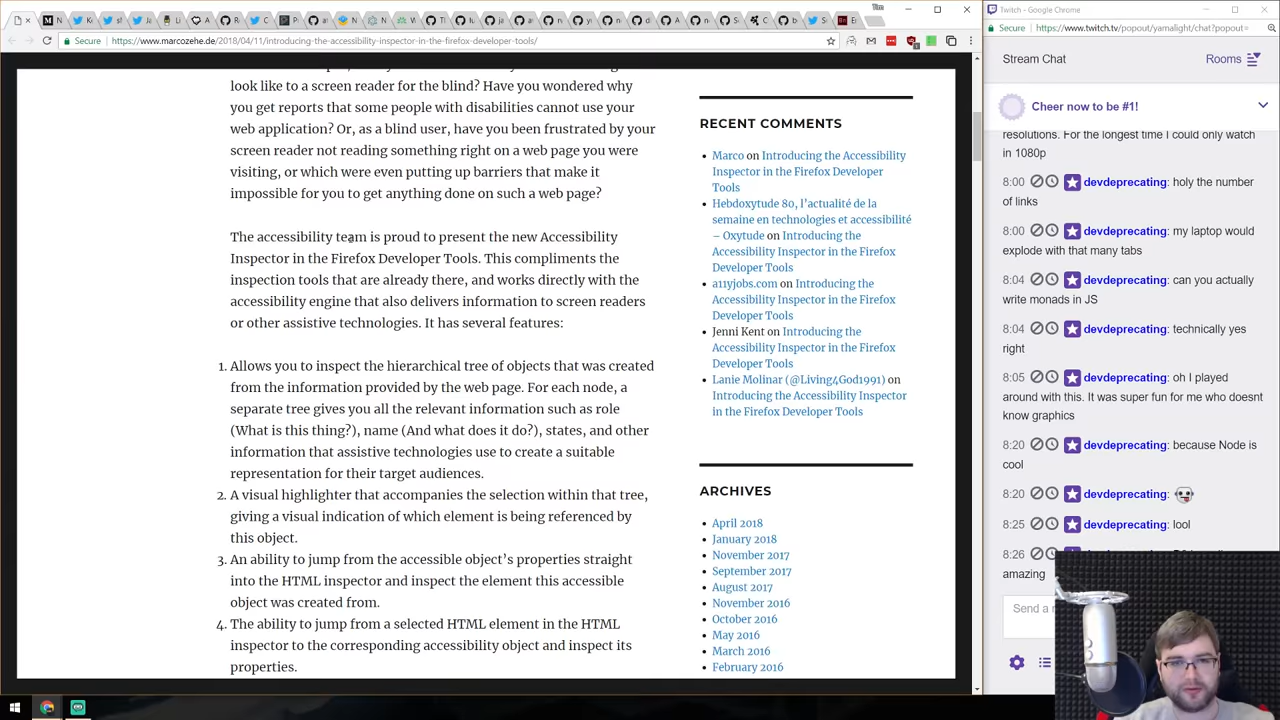 Tim
Twitch - Google Chrome
Secure
https://www.marcozehe.de/2018/04/11/introducing-the-accessibility-inspector-in-the-firefox-developer-tools/
Secure
https://www.twitch.tv/popout/yamalight/chat?popout=
look like to a screen reader for the blind? Have you wondered why
you get reports that some people with disabilities cannot use your
web application? Or, as a blind user, have you been frustrated by your
screen reader not reading something right on a web page you were
visiting, or which were even putting up barriers that make it
impossible for you to get anything done on such a web page?
The accessibility team is proud to present the new Accessibility
Inspector in the Firefox Developer Tools. This compliments the
inspection tools that are already there, and works directly with the
accessibility engine that also delivers information to screen readers
or other assistive technologies. It has several features:
1. Allows you to inspect the hierarchical tree of objects that was created
from the information provided by the web page. For each node, a
separate tree gives you all the relevant information such as role
(What is this thing?), name (And what does it do?), states, and other
information that assistive technologies use to create a suitable
representation for their target audiences.
2. A visual highlighter that accompanies the selection within that tree,
giving a visual indication of which element is being referenced by
this object.
3. An ability to jump from the accessible object's properties straight
into the HTML inspector and inspect the element this accessible
object was created from.
4. The ability to jump from a selected HTML element in the HTML
inspector to the corresponding accessibility object and inspect its
properties.
RECENT COMMENTS
Marco on Introducing the Accessibility
Inspector in the Firefox Developer
Tools
Hebdoxytude 80, l'actualité de la
semaine en technologies et accessibilité
– Oxytude on Introducing the
Accessibility Inspector in the Firefox
Developer Tools
a11yjobs.com on Introducing the
Accessibility Inspector in the Firefox
Developer Tools
Jenni Kent on Introducing the
Accessibility Inspector in the Firefox
Developer Tools
Lanie Molinar (@Living4God1991) on
Introducing the Accessibility Inspector
in the Firefox Developer Tools
ARCHIVES
April 2018
January 2018
November 2017
September 2017
August 2017
November 2016
October 2016
May 2016
March 2016
February 2016
Stream Chat
Rooms
Cheer now to be #1!
resolutions. For the longest time I could only watch
in 1080p
8:00 devdeprecating: holy the number
of links
8:00 devdeprecating: my laptop would
explode with that many tabs
8:04 devdeprecating: can you actually
write monads in JS
8:04 devdeprecating: technically yes
right
8:05 devdeprecating: oh I played
around with this. It was super fun for me who doesnt
know graphics
8:20 devdeprecating: because Node is
cool
8:20 devdeprecating:
8:25 devdeprecating: lool
8:26
amazing
Send a